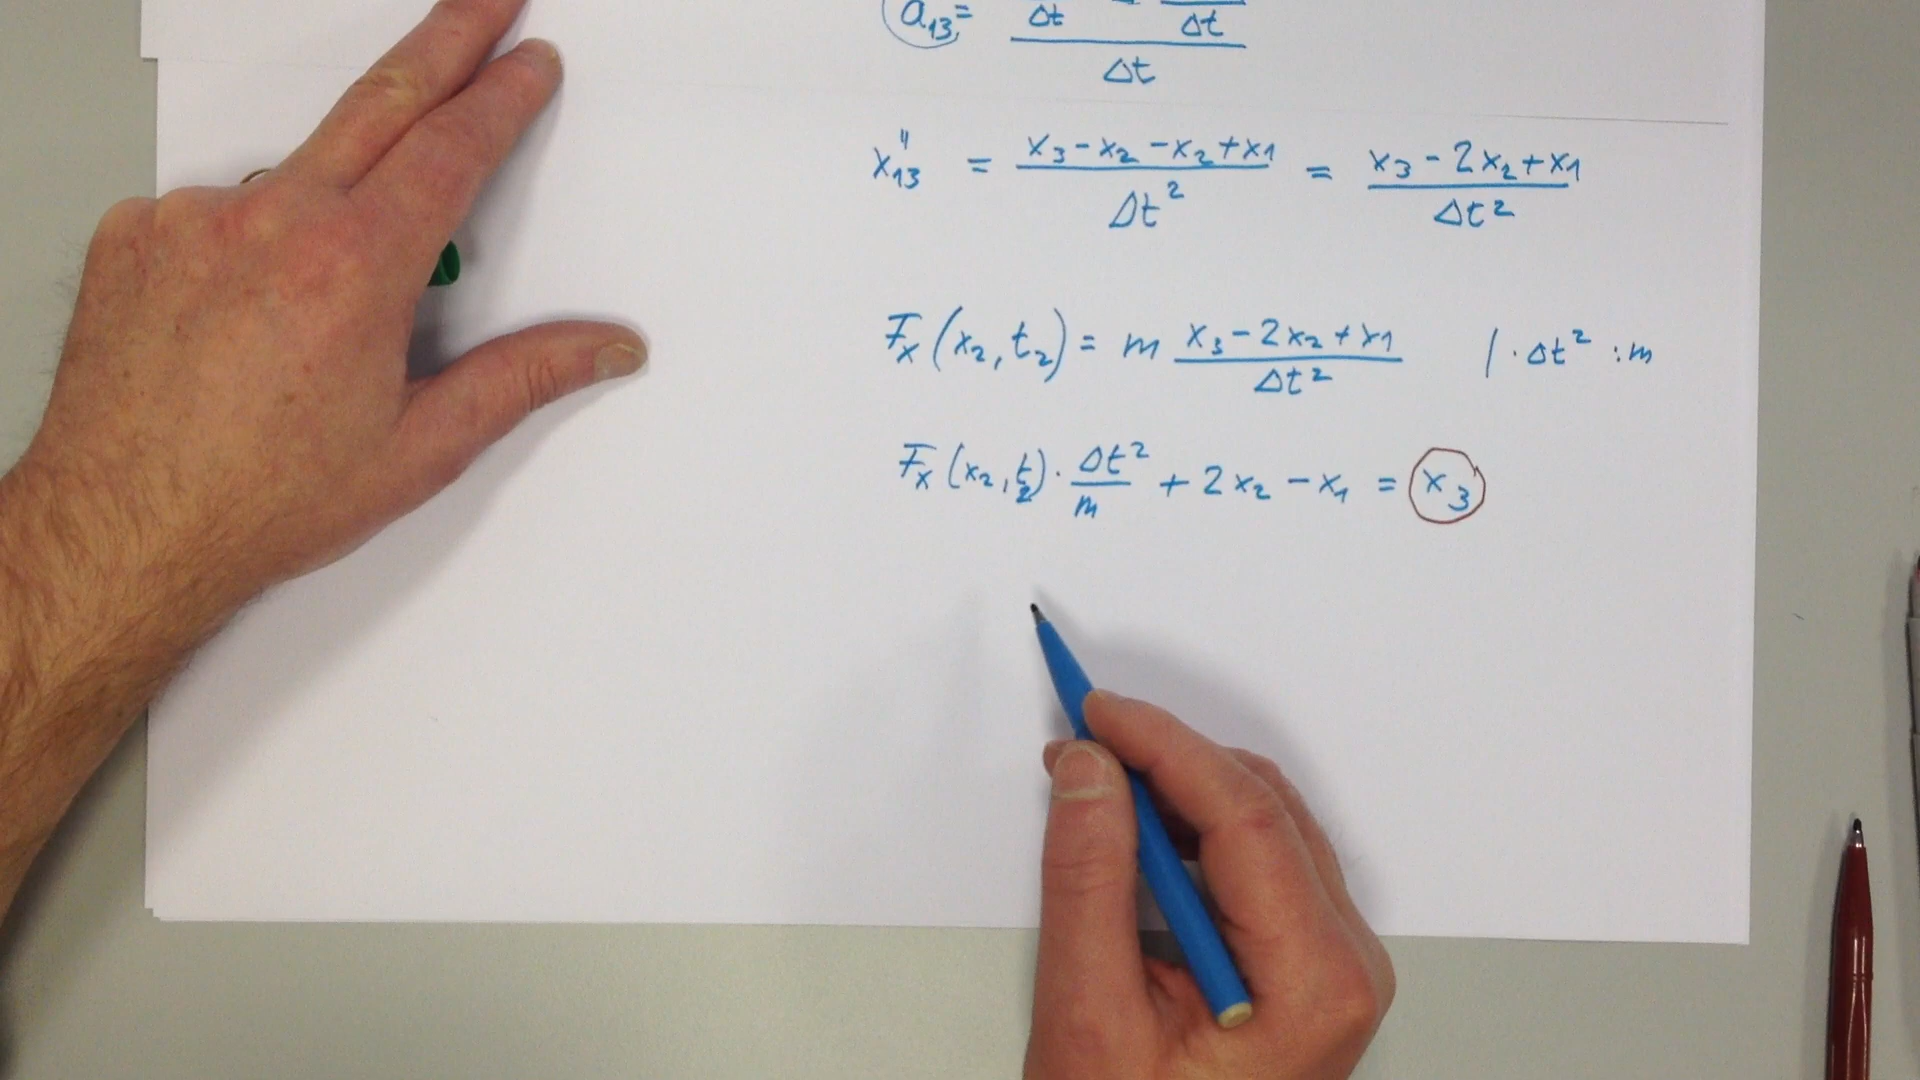 a₁₃ = Δt Δt
Δt
x₁₃'' = (x₃ - x₂ - x₂ + x₁) / Δt² = (x₃ - 2x₂ + x₁) / Δt²
Fₓ(x₂, t₂) = m (x₃ - 2x₂ + x₁) / Δt² | · Δt² : m
Fₓ(x₂, t₂) · Δt² / m + 2x₂ - x₁ = x₃